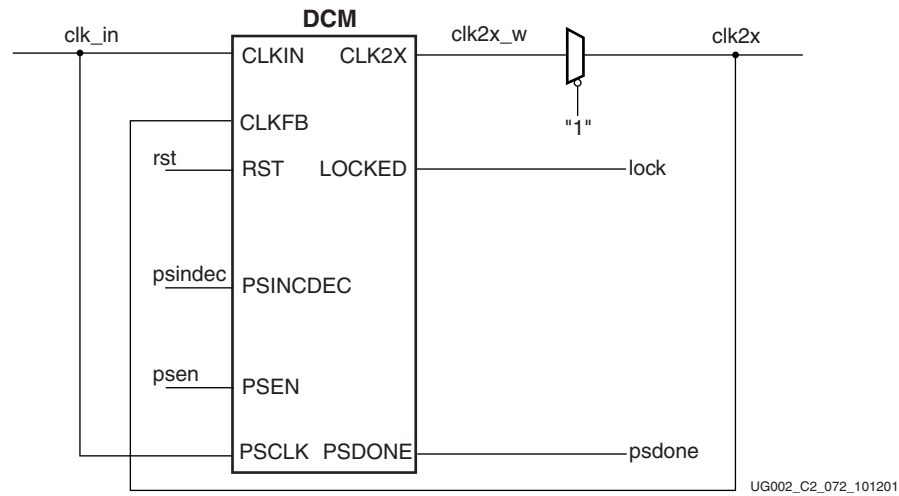 DCM
clk_in
clk2x_w
clk2x
CLKIN
CLK2X
CLKFB
"1"
rst
RST
LOCKED
lock
psindec
PSINCDEC
psen
PSEN
PSCLK
PSDONE
psdone
UG002_C2_072_101201